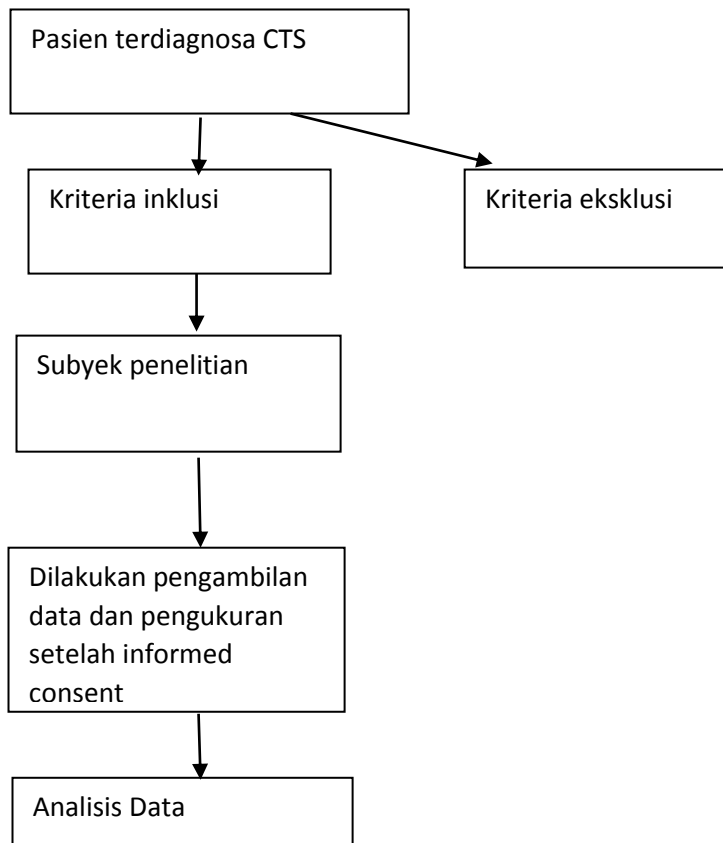 Pasien terdiagnosa CTS
Kriteria inklusi
Kriteria eksklusi
Subyek penelitian
Dilakukan pengambilan
data dan pengukuran
setelah informed
consent
Analisis Data